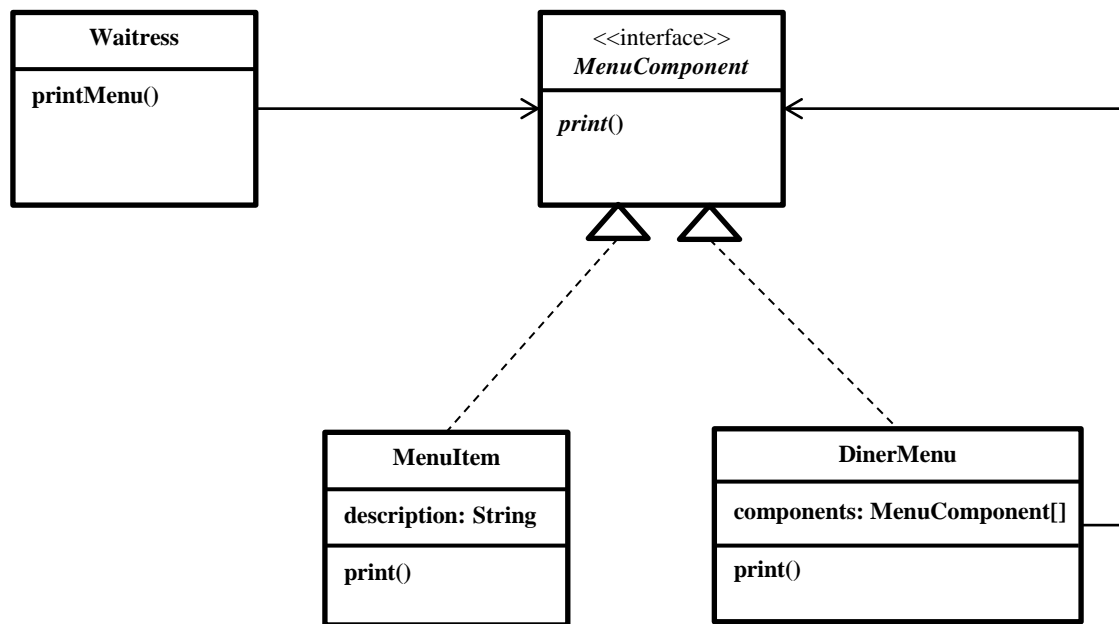 Waitress
printMenu()
<<interface>>
MenuComponent
print()
MenuItem
description: String
print()
DinerMenu
components: MenuComponent[]
print()